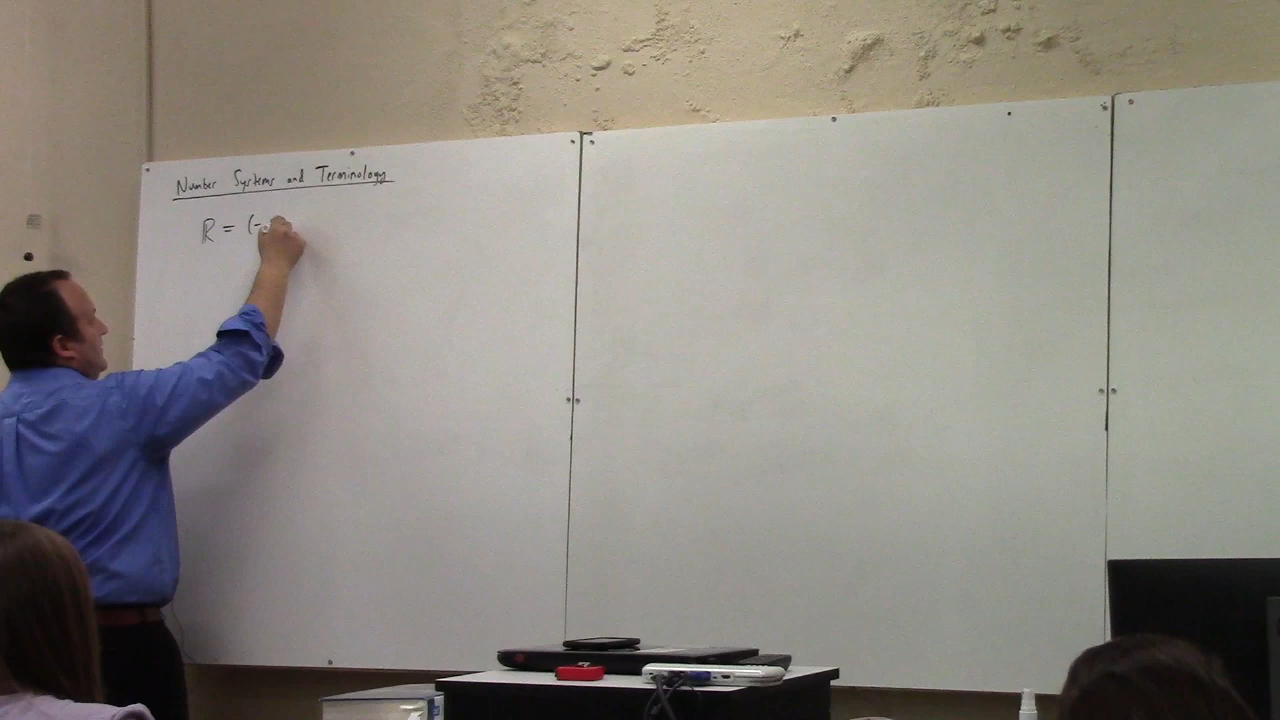 Number Systems and Terminology
ℝ = (-